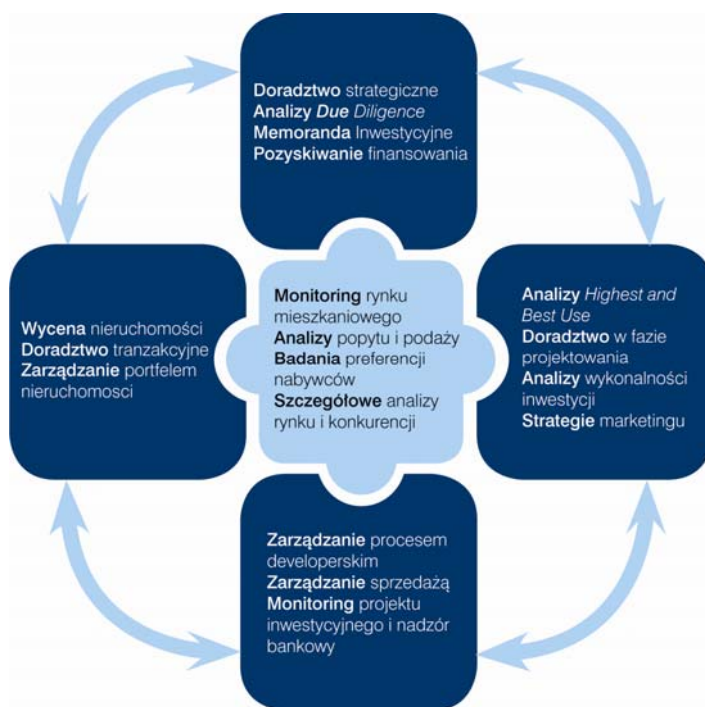 Doradztwo strategiczne
Analizy Due Diligence
Memoranda Inwestycyjne
Pozyskiwanie finansowania
Wycena nieruchomości
Doradztwo tranzakcyjne
Zarządzanie portfelem
nieruchomosci
Monitoring rynku
mieszkaniowego
Analizy popytu i podaży
Badania preferencji
nabywców
Szczegółowe analizy
rynku i konkurencji
Analizy Highest and
Best Use
Doradztwo w fazie
projektowania
Analizy wykonalności
inwestycji
Strategie marketingu
Zarządzanie procesem
developerskim
Zarządzanie sprzedażą
Monitoring projektu
inwestycyjnego i nadzór
bankowy